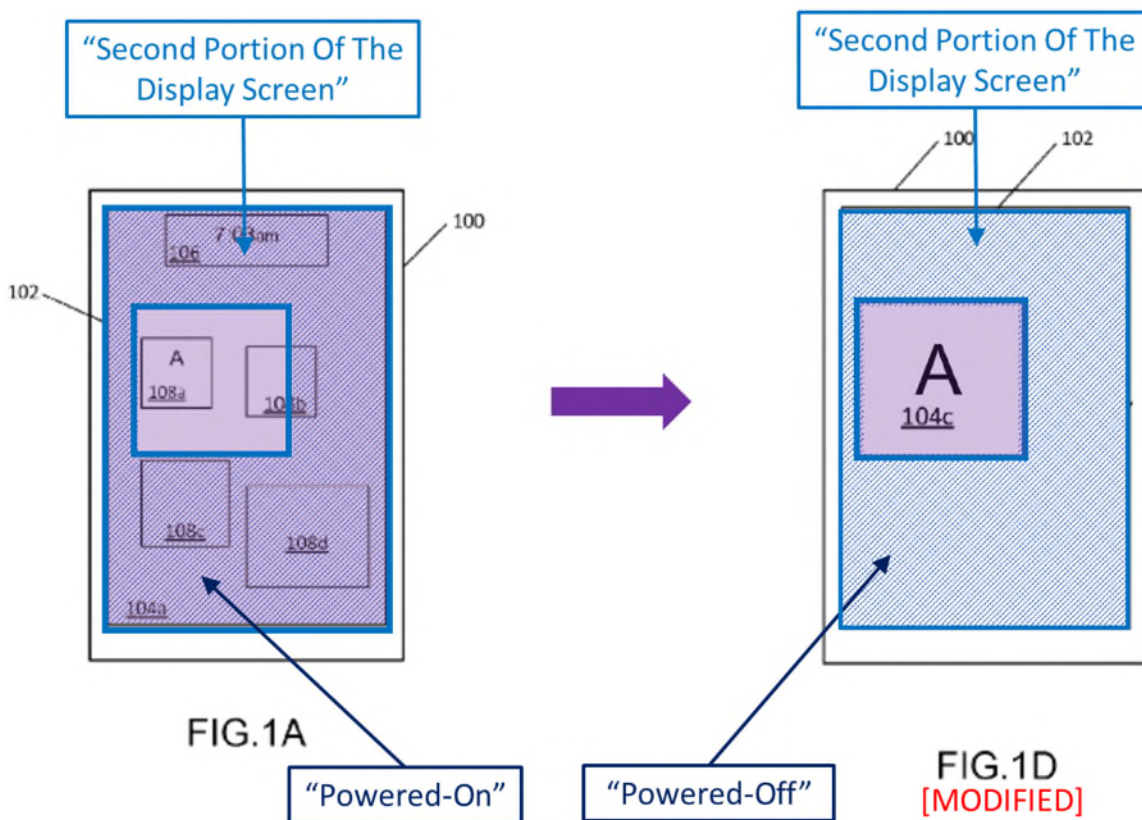 “Second Portion Of The
Display Screen”
“Second Portion Of The
Display Screen”
100
102
7:03am
106
100
102
A
108a
108b
A
104c
108c
108d
104a
FIG.1A
“Powered-On”
“Powered-Off”
FIG.1D
[MODIFIED]